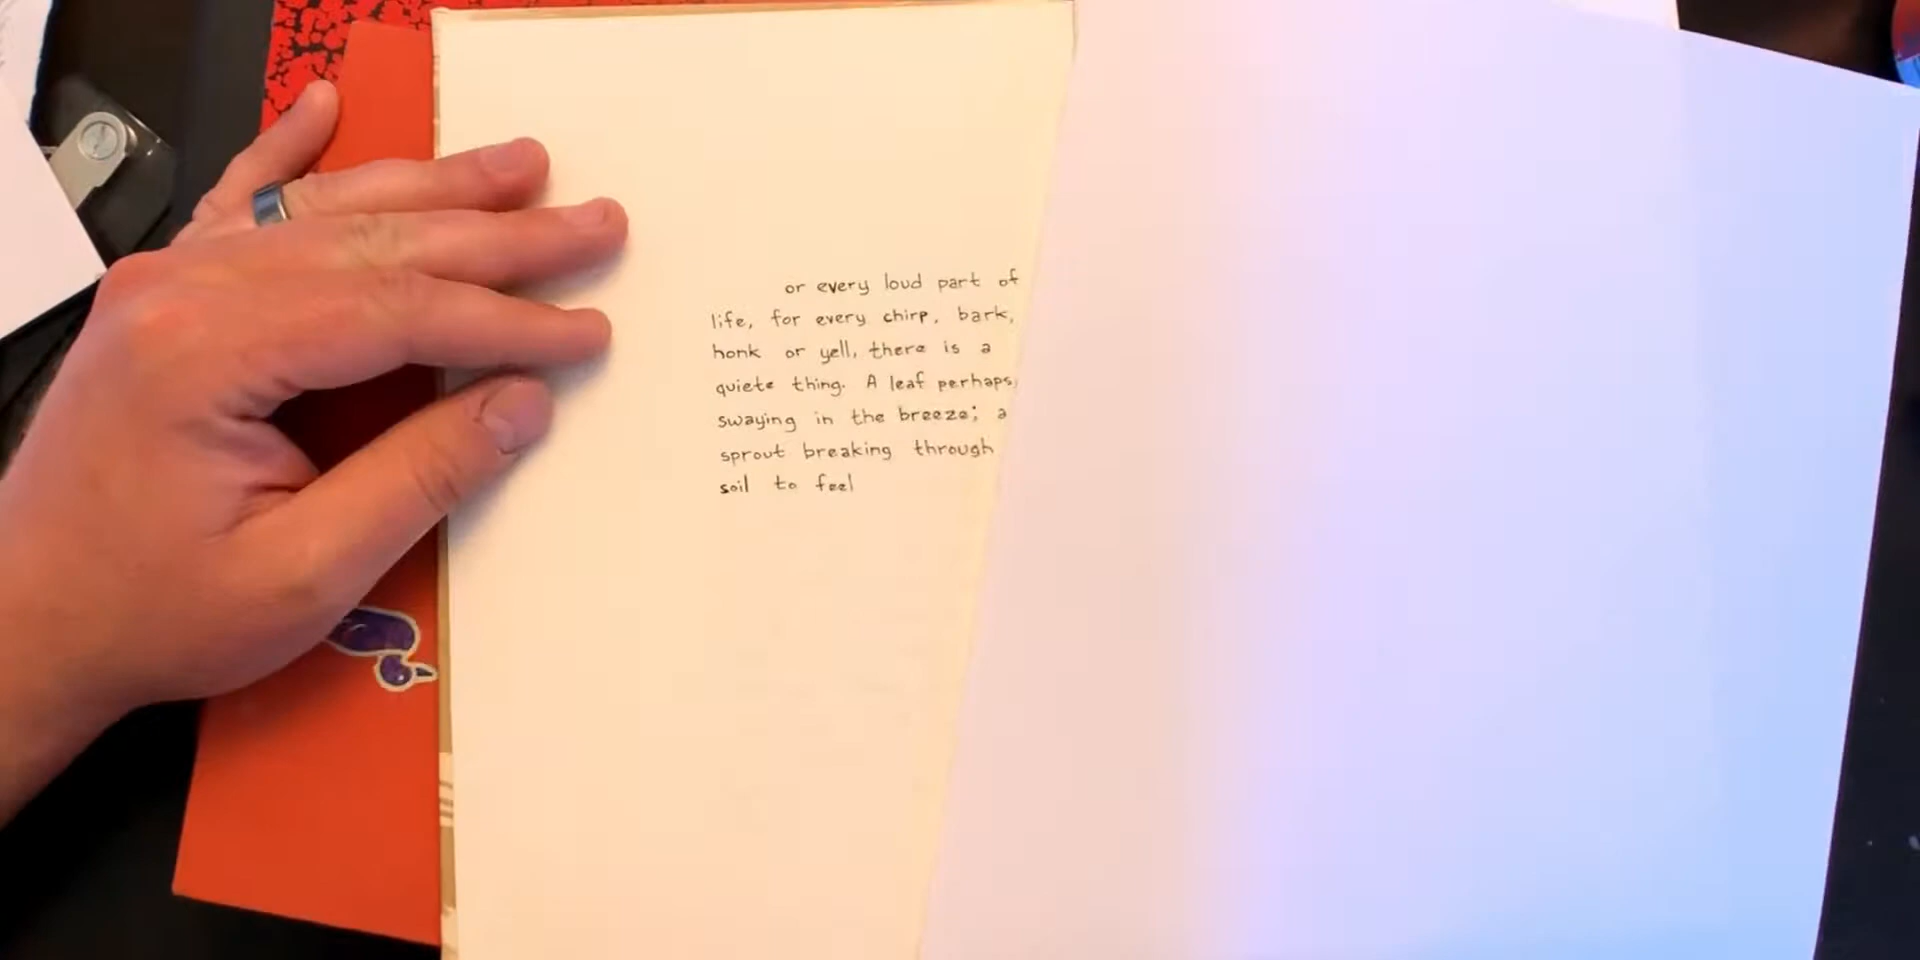 or every loud part of
life, for every chirp, bark,
honk or yell, there is a
quiete thing. A leaf perhaps,
swaying in the breeze; a
sprout breaking through
soil to feel